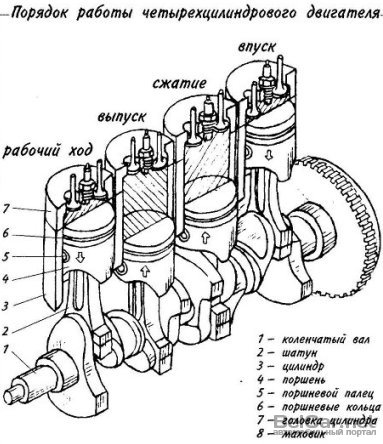 Порядок работы четырехцилиндрового двигателя
впуск
сжатие
выпуск
рабочий ход
7
6
5
4
3
2
1
1 - коленчатый вал
2 - шатун
3 - цилиндр
4 - поршень
5 - поршневой палец
6 - поршневые кольца
7 - головка цилиндра
8 - маховик